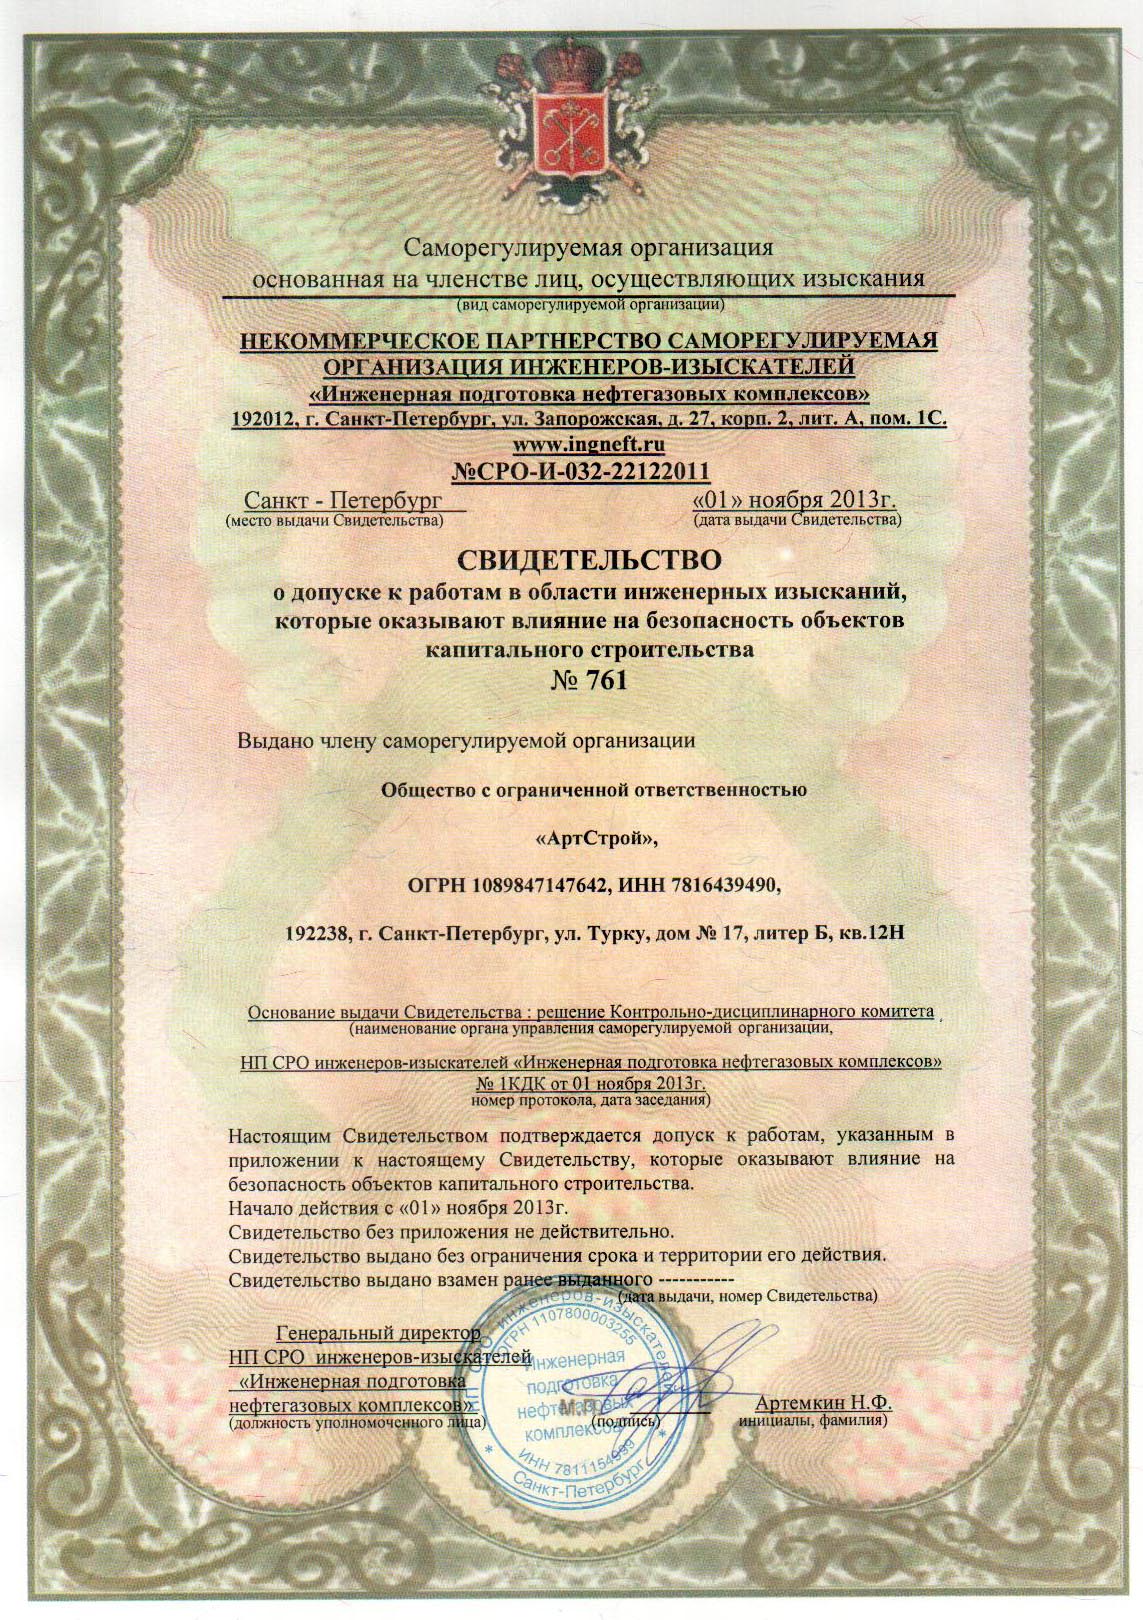 Саморегулируемая организация
основанная на членстве лиц, осуществляющих изыскания
(вид саморегулируемой организации)
НЕКОММЕРЧЕСКОЕ ПАРТНЕРСТВО САМОРЕГУЛИРУЕМАЯ
ОРГАНИЗАЦИЯ ИНЖЕНЕРОВ-ИЗЫСКАТЕЛЕЙ
«Инженерная подготовка нефтегазовых комплексов»
192012, г. Санкт-Петербург, ул. Запорожская, д. 27, корп. 2, лит. А, пом. 1С.
www.ingneft.ru
№СРО-И-032-22122011
Санкт - Петербург «01» ноября 2013г.
(место выдачи Свидетельства) (дата выдачи Свидетельства)
СВИДЕТЕЛЬСТВО
о допуске к работам в области инженерных изысканий,
которые оказывают влияние на безопасность объектов
капитального строительства
№ 761
Выдано члену саморегулируемой организации
Общество с ограниченной ответственностью
«АртСтрой»,
ОГРН 1089847147642, ИНН 7816439490,
192238, г. Санкт-Петербург, ул. Турку, дом № 17, литер Б, кв.12Н
Основание выдачи Свидетельства : решение Контрольно-дисциплинарного комитета ,
(наименование органа управления саморегулируемой организации,
НП СРО инженеров-изыскателей «Инженерная подготовка нефтегазовых комплексов»
№ 1КДК от 01 ноября 2013г.
номер протокола, дата заседания)
Настоящим Свидетельством подтверждается допуск к работам, указанным в
приложении к настоящему Свидетельству, которые оказывают влияние на
безопасность объектов капитального строительства.
Начало действия с «01» ноября 2013г.
Свидетельство без приложения не действительно.
Свидетельство выдано без ограничения срока и территории его действия.
Свидетельство выдано взамен ранее выданного -----------
(дата выдачи, номер Свидетельства)
Генеральный директор
НП СРО инженеров-изыскателей
«Инженерная подготовка
нефтегазовых комплексов» Артемкин Н.Ф.
(должность уполномоченного лица) М.П. (подпись) инициалы, фамилия)
НП СРО инженеров-изыскателей
ОГРН 1107800003255
Инженерная
подготовка
нефтегазовых
комплексов
ИНН 7811154999
* Санкт-Петербург *